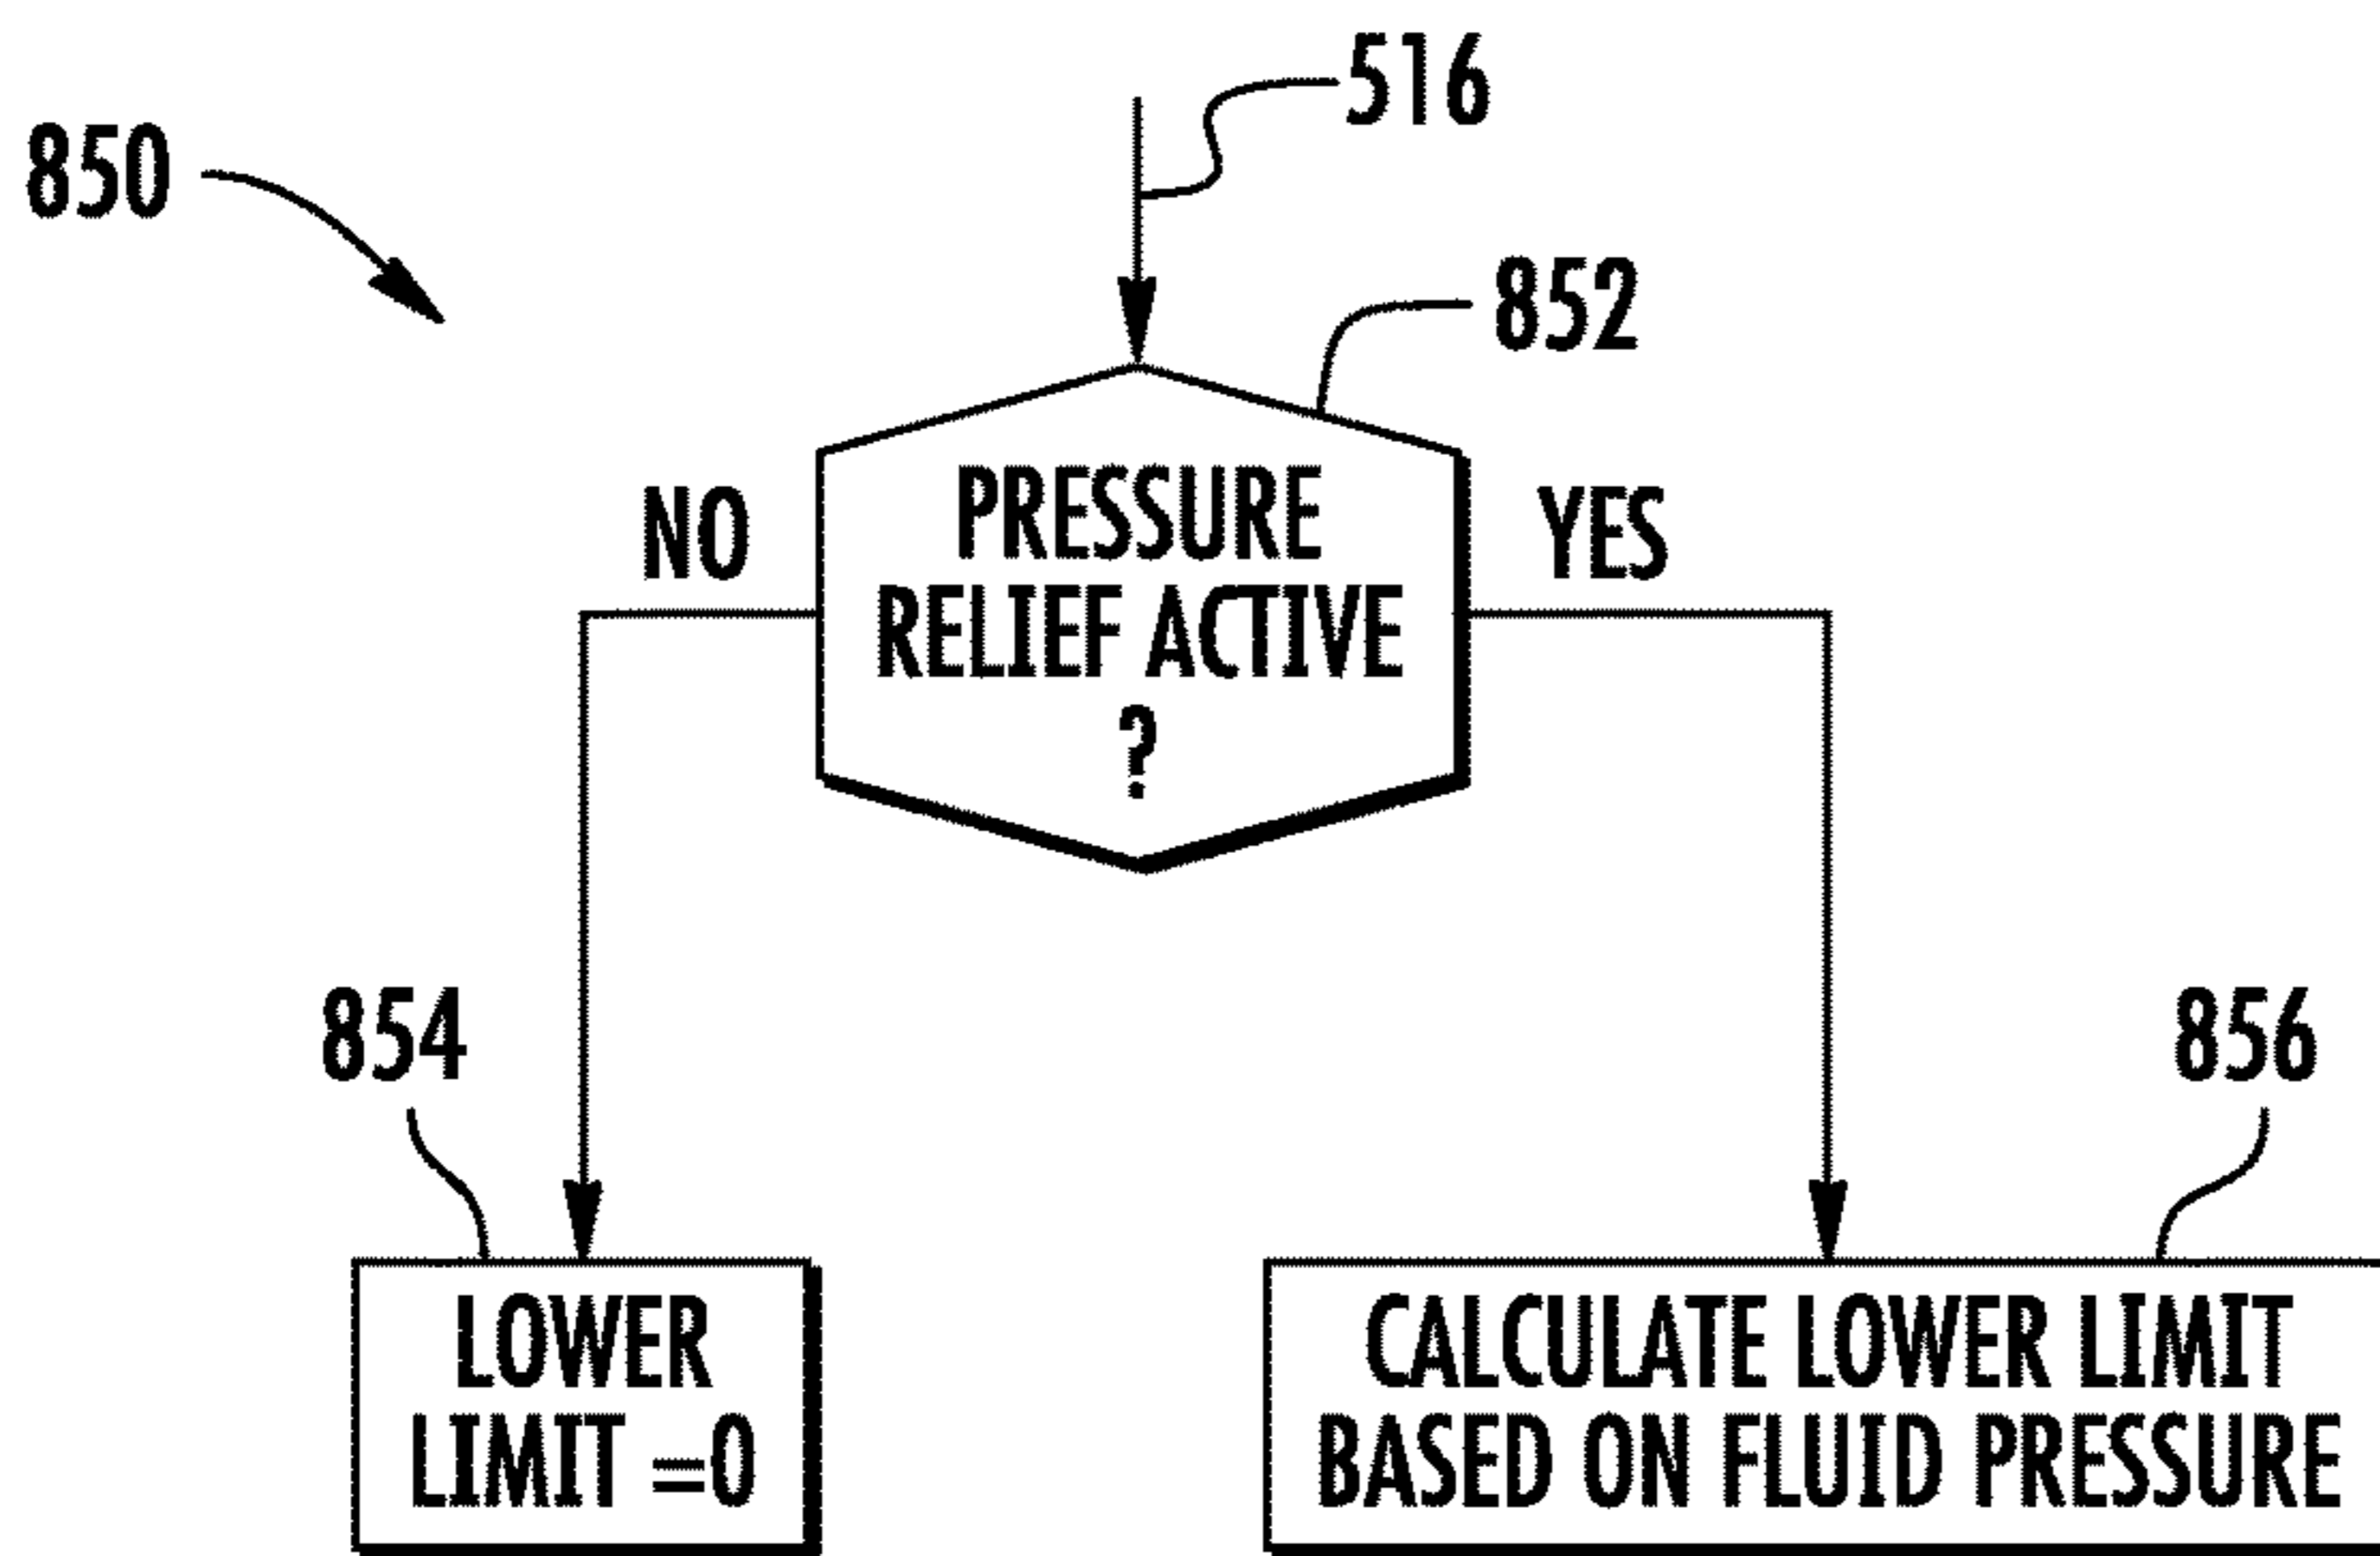 516
850
852
PRESSURE
RELIEF ACTIVE
?
NO
YES
854
856
LOWER
LIMIT =0
CALCULATE LOWER LIMIT
BASED ON FLUID PRESSURE